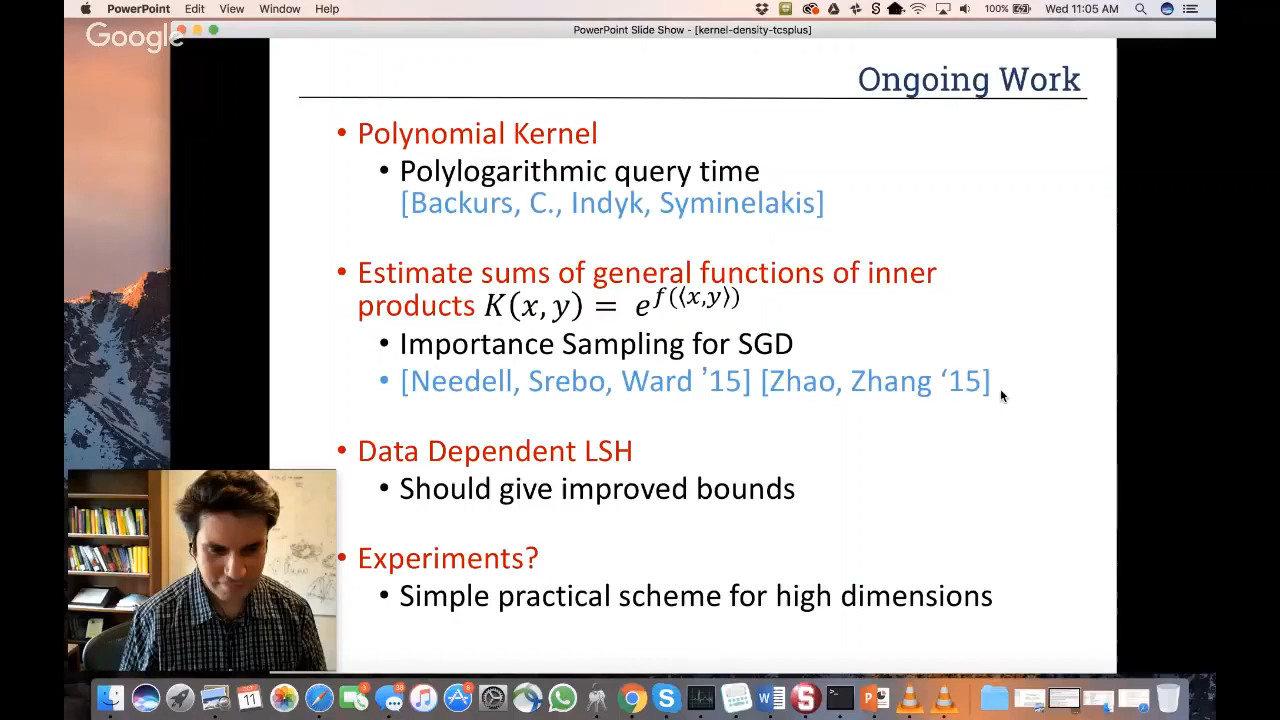 PowerPoint Edit View Window Help 100% Wed 11:05 AM
Google
PowerPoint Slide Show - [kernel-density-tcsplus]
Ongoing Work
• Polynomial Kernel
• Polylogarithmic query time
[Backurs, C., Indyk, Syminelakis]
• Estimate sums of general functions of inner
products K(x, y) = e^{f(⟨x,y⟩)}
• Importance Sampling for SGD
• [Needell, Srebo, Ward ’15] [Zhao, Zhang ‘15]
• Data Dependent LSH
• Should give improved bounds
• Experiments?
• Simple practical scheme for high dimensions